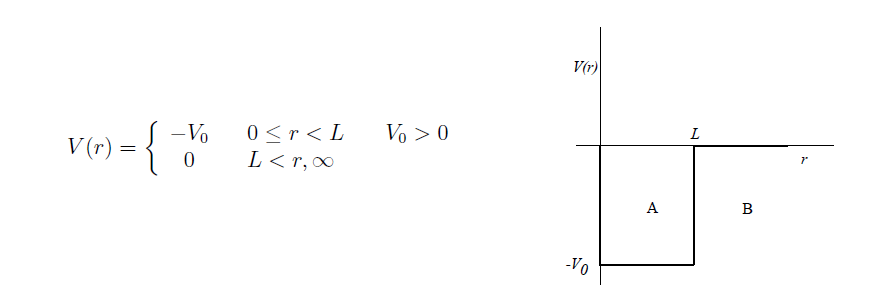 V(r) = { −V₀ 0 ≤ r < L V₀ > 0
0 L < r, ∞
V(r)
L
r
A B
-V₀